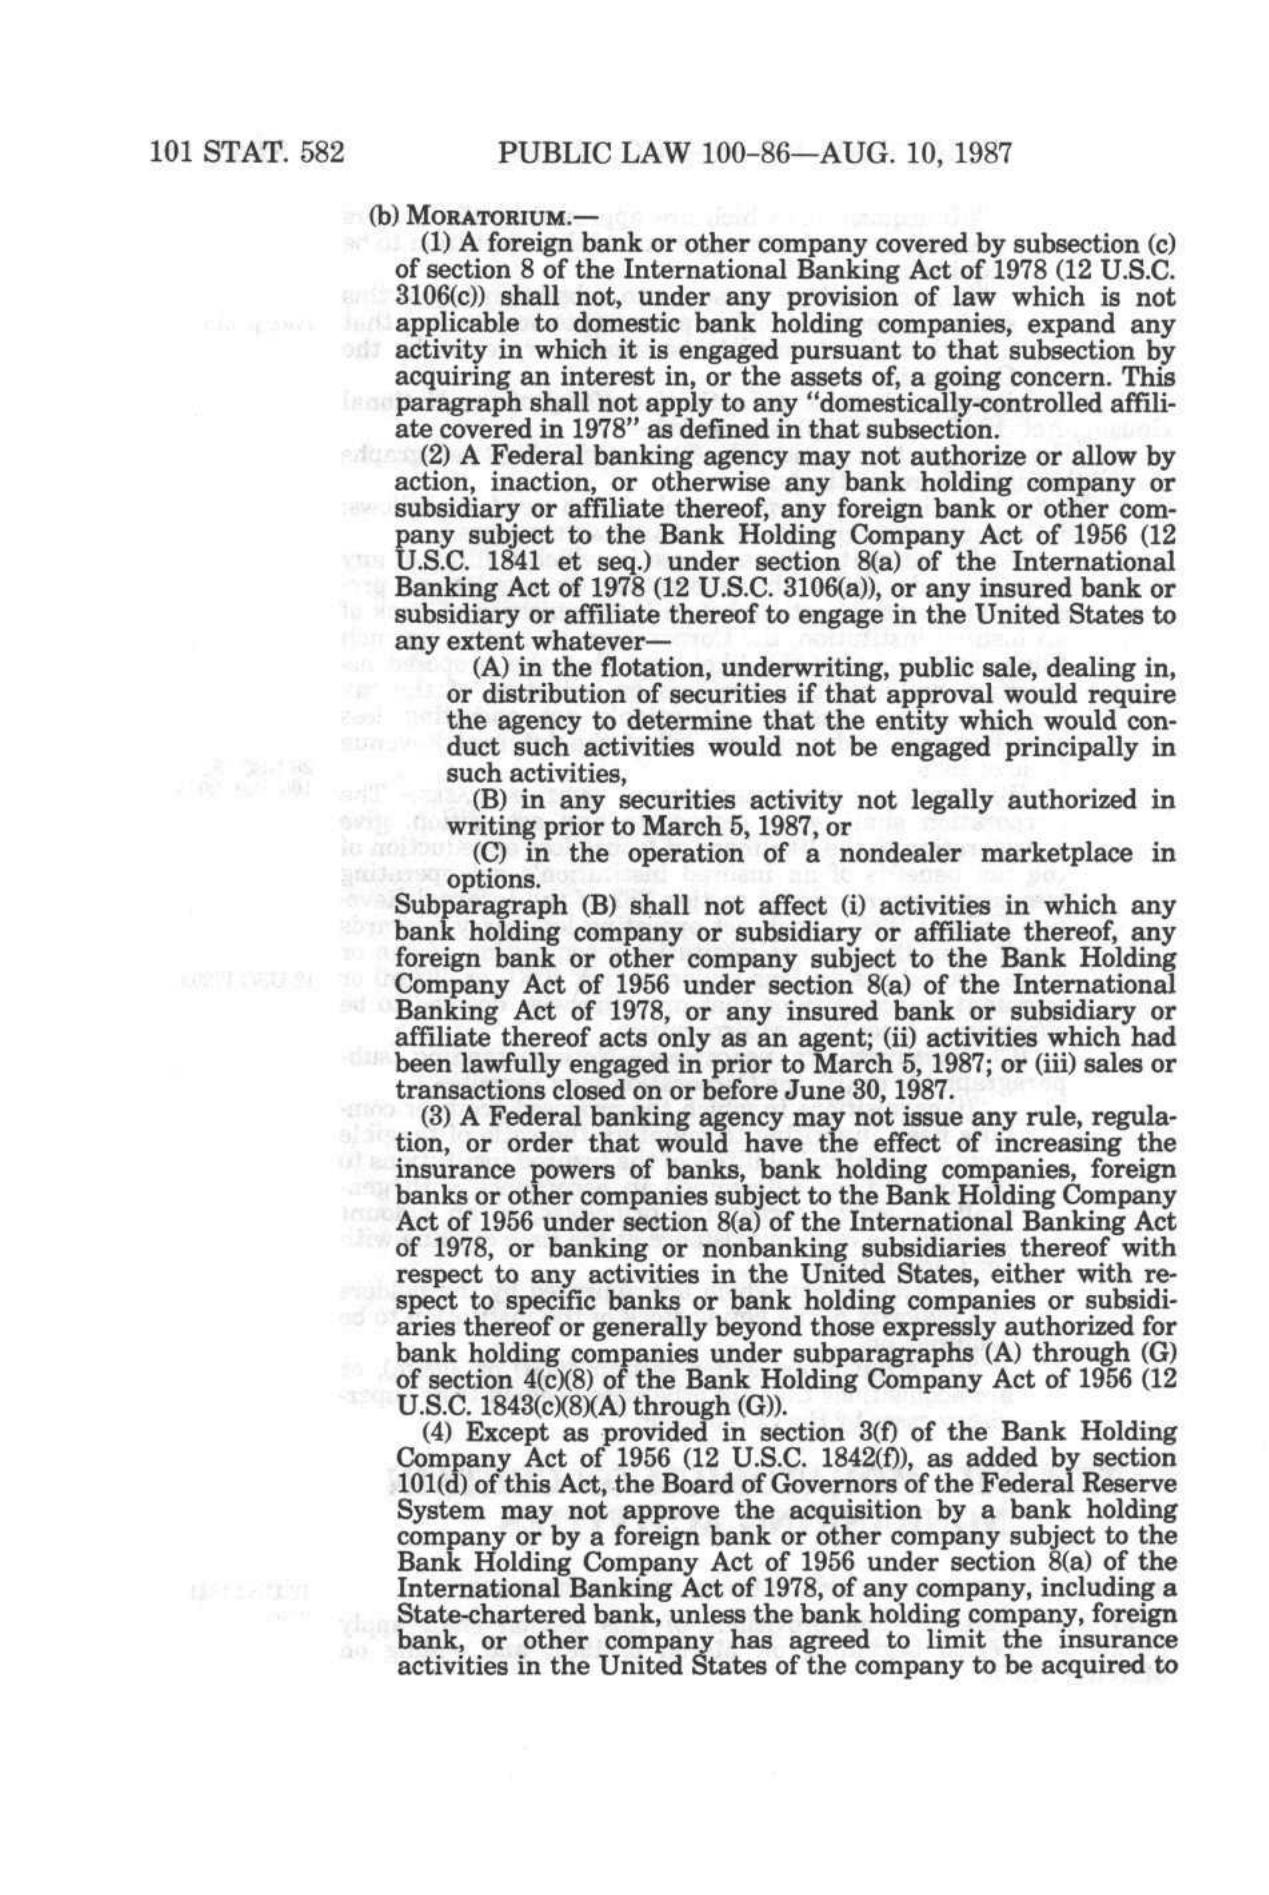 101 STAT. 582 PUBLIC LAW 100-86—AUG. 10, 1987
(b) MORATORIUM.—
(1) A foreign bank or other company covered by subsection (c)
of section 8 of the International Banking Act of 1978 (12 U.S.C.
3106(c)) shall not, under any provision of law which is not
applicable to domestic bank holding companies, expand any
activity in which it is engaged pursuant to that subsection by
acquiring an interest in, or the assets of, a going concern. This
paragraph shall not apply to any “domestically-controlled affili-
ate covered in 1978” as defined in that subsection.
(2) A Federal banking agency may not authorize or allow by
action, inaction, or otherwise any bank holding company or
subsidiary or affiliate thereof, any foreign bank or other com-
pany subject to the Bank Holding Company Act of 1956 (12
U.S.C. 1841 et seq.) under section 8(a) of the International
Banking Act of 1978 (12 U.S.C. 3106(a)), or any insured bank or
subsidiary or affiliate thereof to engage in the United States to
any extent whatever—
(A) in the flotation, underwriting, public sale, dealing in,
or distribution of securities if that approval would require
the agency to determine that the entity which would con-
duct such activities would not be engaged principally in
such activities,
(B) in any securities activity not legally authorized in
writing prior to March 5, 1987, or
(C) in the operation of a nondealer marketplace in
options.
Subparagraph (B) shall not affect (i) activities in which any
bank holding company or subsidiary or affiliate thereof, any
foreign bank or other company subject to the Bank Holding
Company Act of 1956 under section 8(a) of the International
Banking Act of 1978, or any insured bank or subsidiary or
affiliate thereof acts only as an agent; (ii) activities which had
been lawfully engaged in prior to March 5, 1987; or (iii) sales or
transactions closed on or before June 30, 1987.
(3) A Federal banking agency may not issue any rule, regula-
tion, or order that would have the effect of increasing the
insurance powers of banks, bank holding companies, foreign
banks or other companies subject to the Bank Holding Company
Act of 1956 under section 8(a) of the International Banking Act
of 1978, or banking or nonbanking subsidiaries thereof with
respect to any activities in the United States, either with re-
spect to specific banks or bank holding companies or subsidi-
aries thereof or generally beyond those expressly authorized for
bank holding companies under subparagraphs (A) through (G)
of section 4(c)(8) of the Bank Holding Company Act of 1956 (12
U.S.C. 1843(c)(8)(A) through (G)).
(4) Except as provided in section 3(f) of the Bank Holding
Company Act of 1956 (12 U.S.C. 1842(f)), as added by section
101(d) of this Act, the Board of Governors of the Federal Reserve
System may not approve the acquisition by a bank holding
company or by a foreign bank or other company subject to the
Bank Holding Company Act of 1956 under section 8(a) of the
International Banking Act of 1978, of any company, including a
State-chartered bank, unless the bank holding company, foreign
bank, or other company has agreed to limit the insurance
activities in the United States of the company to be acquired to